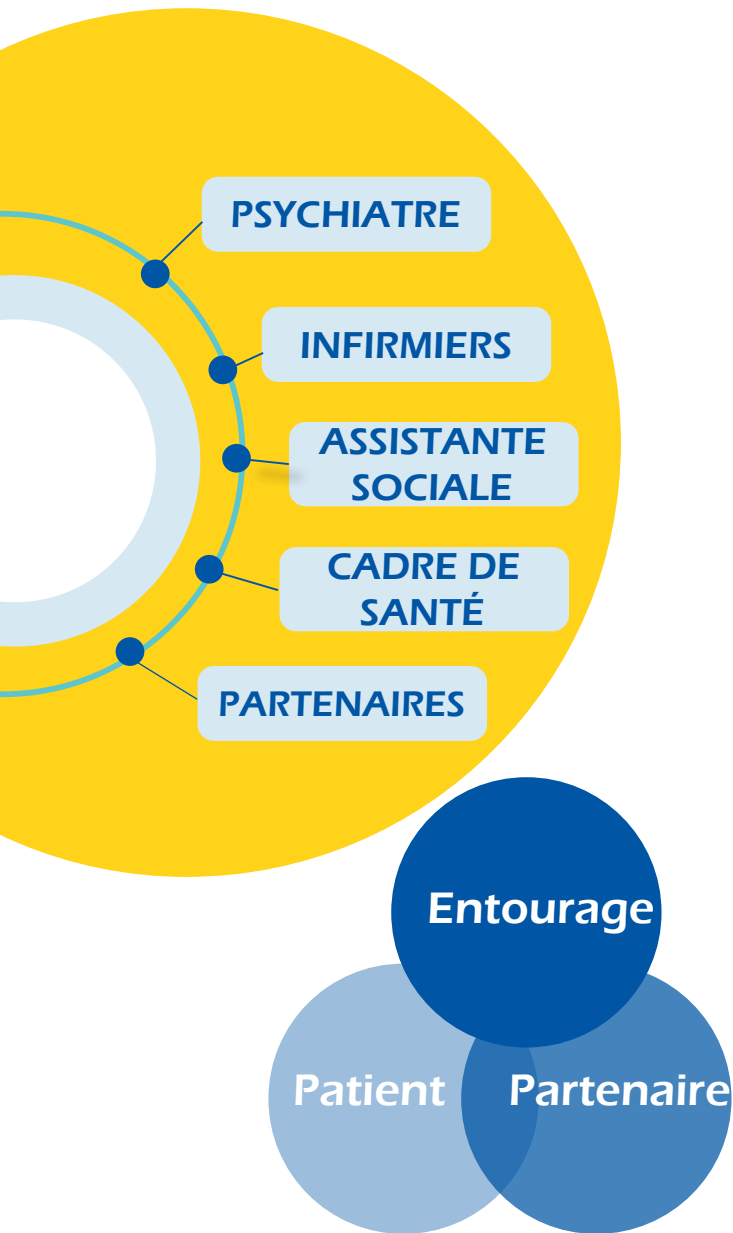 PSYCHIATRE
INFIRMIERS
ASSISTANTE
SOCIALE
CADRE DE
SANTÉ
PARTENAIRES
Entourage
Patient
Partenaire